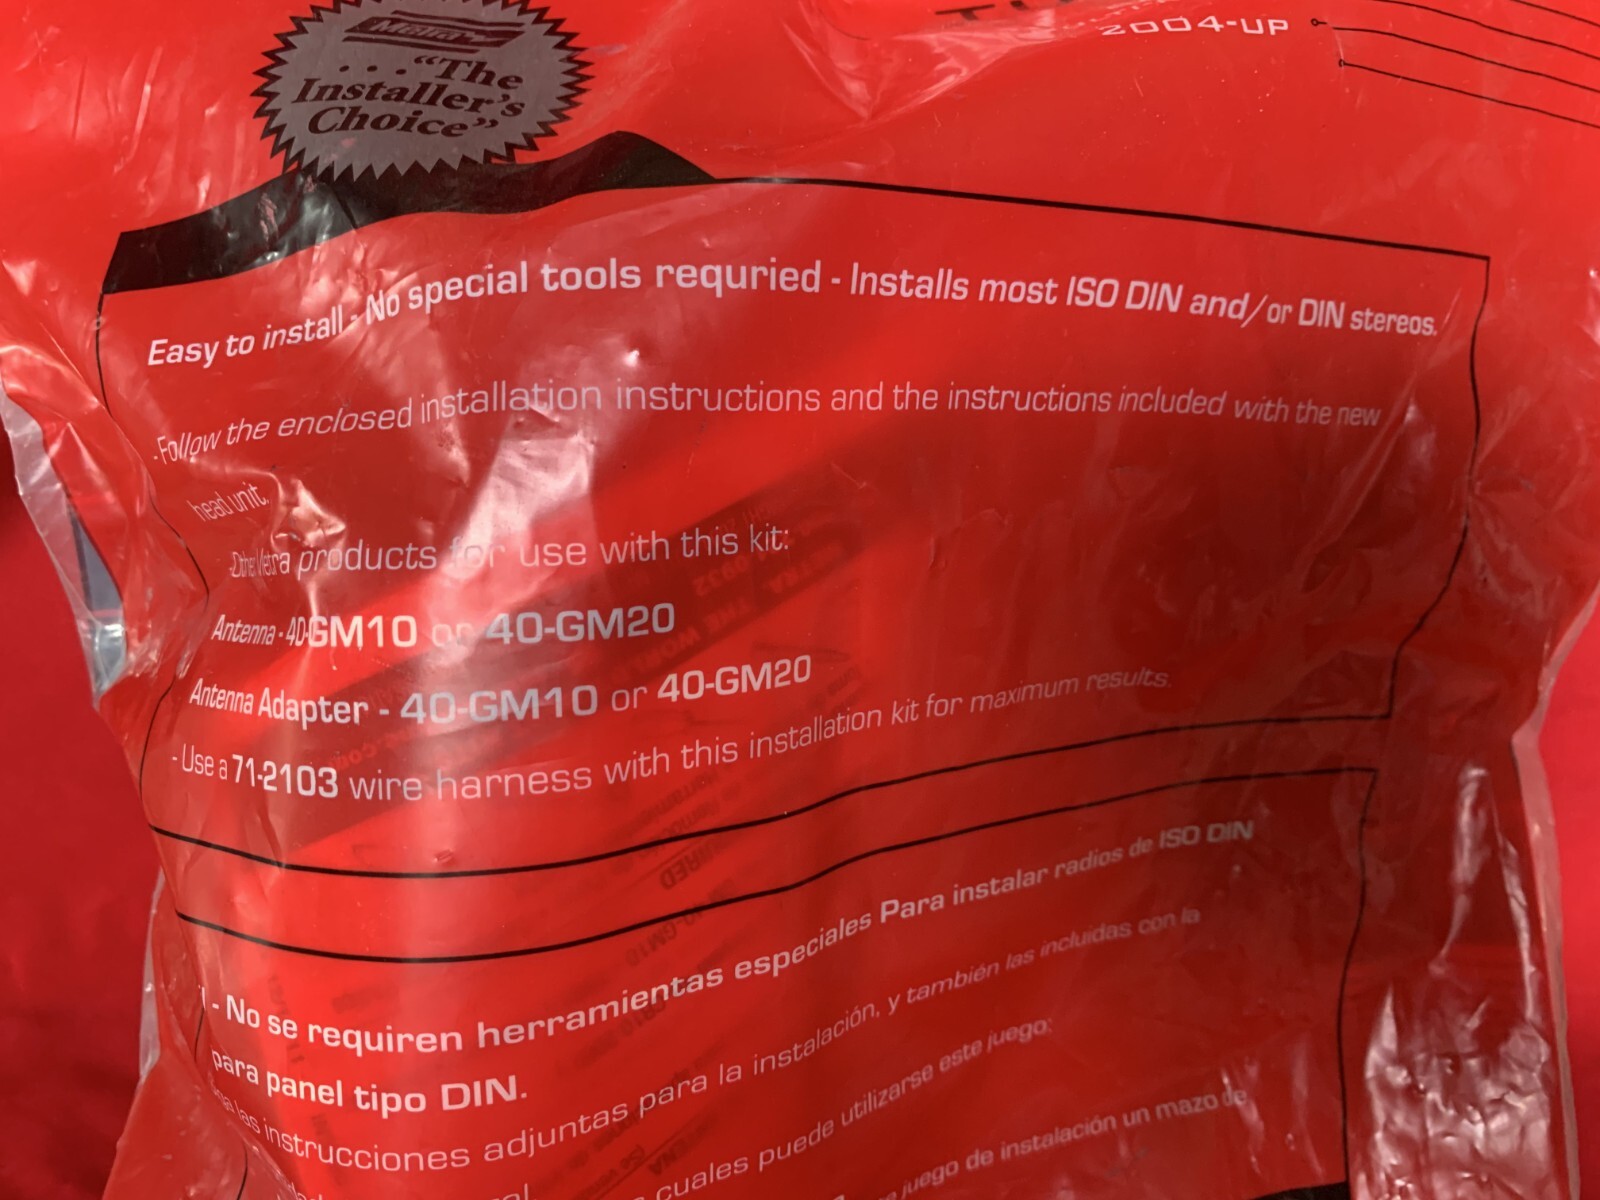 Metra
..."The
Installer's
Choice"
2004-UP
Easy to install - No special tools requried - Installs most ISO DIN and/or DIN stereos.
-Follow the enclosed installation instructions and the instructions included with the new
head unit.
-Other Metra products for use with this kit:
Antenna - 40-GM10 or 40-GM20
Antenna Adapter - 40-GM10 or 40-GM20
- Use a 71-2103 wire harness with this installation kit for maximum results.
- No se requiren herramientas especiales Para instalar radios de ISO DIN
para panel tipo DIN.
las instrucciones adjuntas para la instalación, y también las incluidas con la
cuales puede utilizarse este juego:
juego de instalación un mazo de